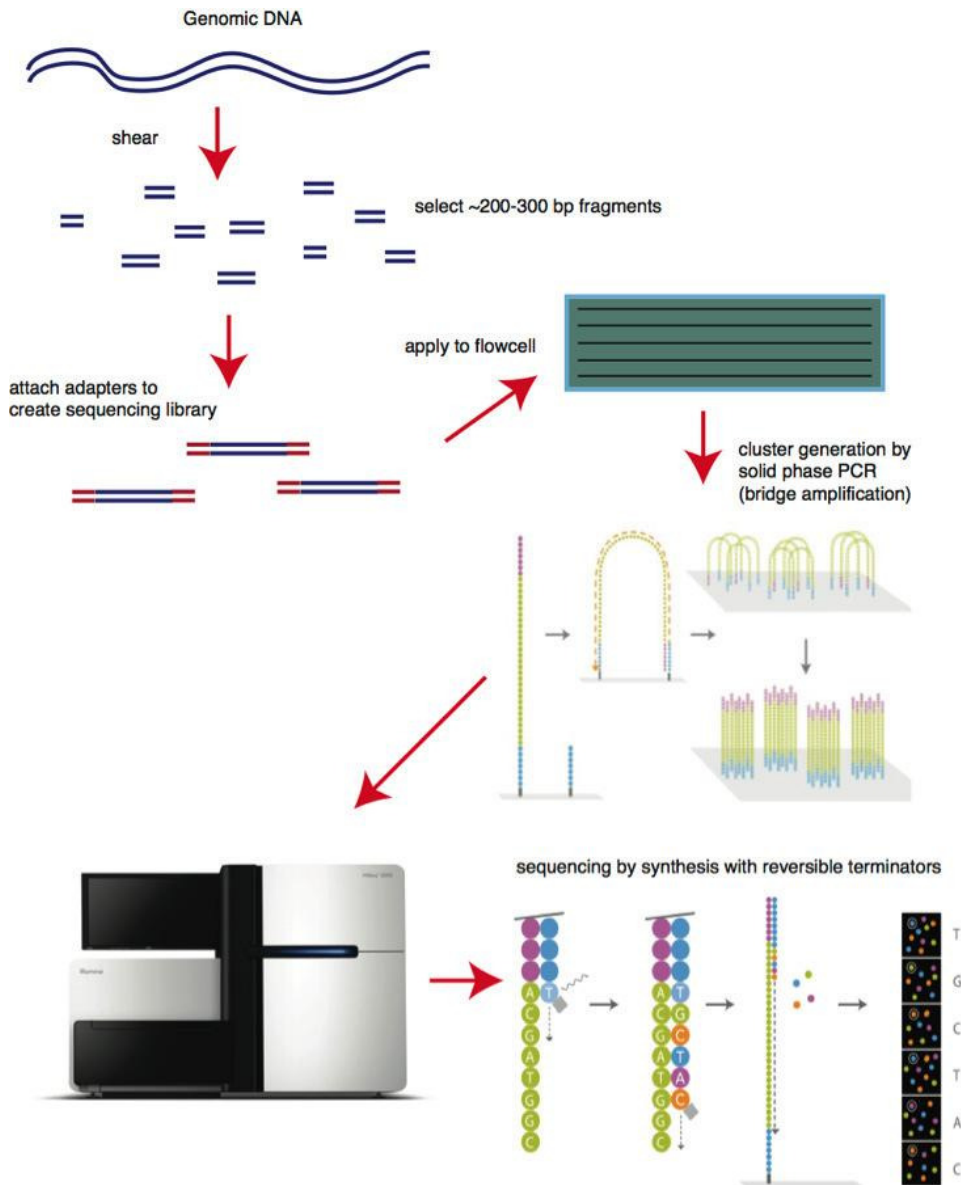 Genomic DNA
shear
select ~200-300 bp fragments
apply to flowcell
attach adapters to
create sequencing library
cluster generation by
solid phase PCR
(bridge amplification)
sequencing by synthesis with reversible terminators
illumina
A T
C
G
A
T
G
G
C
A T
C G
G C
A T
T A
G C
G
C
T
G
C
T
A
C